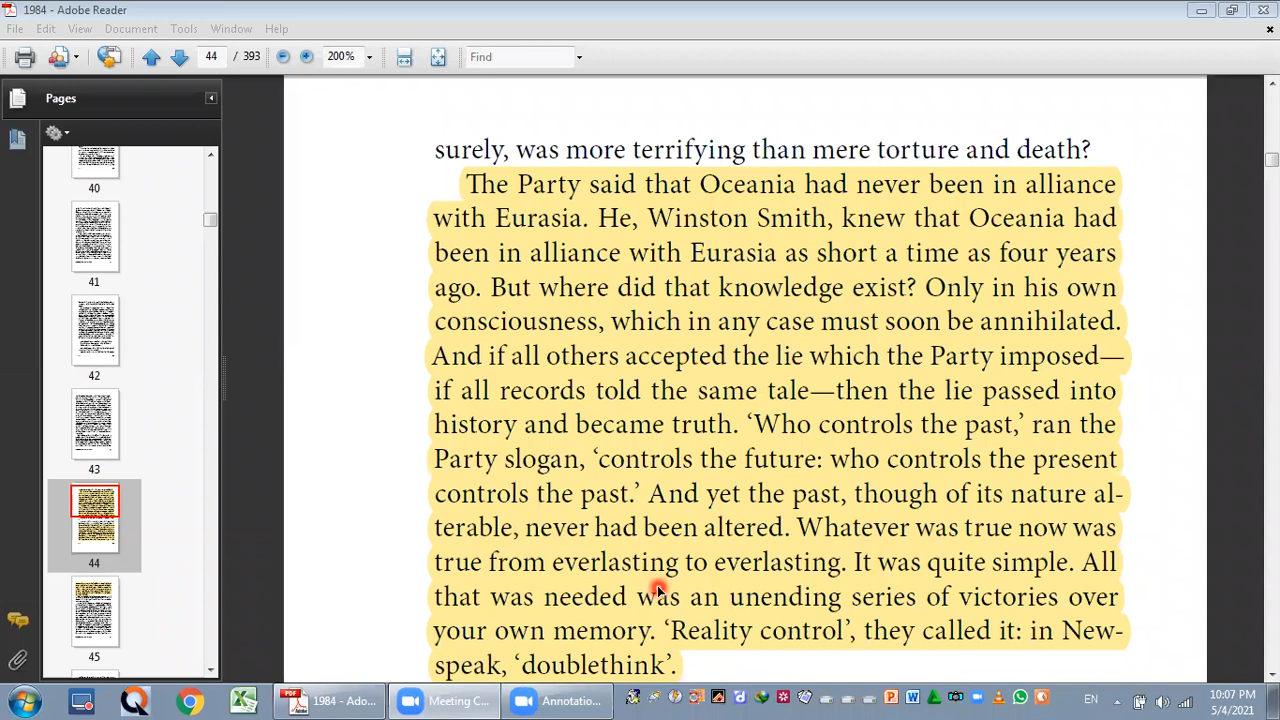 1984 - Adobe Reader
File Edit View Document Tools Window Help
44 / 393 200% Find
Pages
40
41
42
43
44
45
surely, was more terrifying than mere torture and death?
The Party said that Oceania had never been in alliance
with Eurasia. He, Winston Smith, knew that Oceania had
been in alliance with Eurasia as short a time as four years
ago. But where did that knowledge exist? Only in his own
consciousness, which in any case must soon be annihilated.
And if all others accepted the lie which the Party imposed—
if all records told the same tale—then the lie passed into
history and became truth. ‘Who controls the past,’ ran the
Party slogan, ‘controls the future: who controls the present
controls the past.’ And yet the past, though of its nature al-
terable, never had been altered. Whatever was true now was
true from everlasting to everlasting. It was quite simple. All
that was needed was an unending series of victories over
your own memory. ‘Reality control’, they called it: in New-
speak, ‘doublethink’.
1984 - Adobe Reader... Meeting C... Annotatio... EN 10:07 PM
5/4/2021